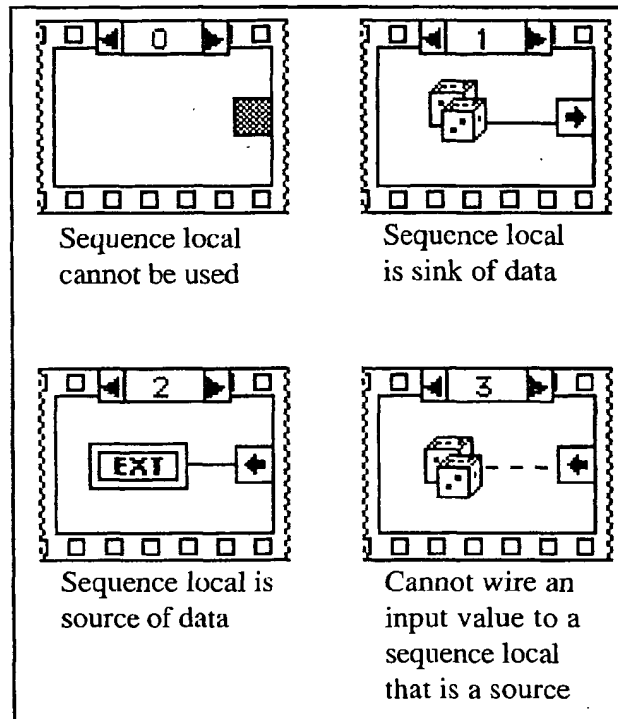 0
1
Sequence local
cannot be used
Sequence local
is sink of data
2
EXT
3
Sequence local is
source of data
Cannot wire an
input value to a
sequence local
that is a source